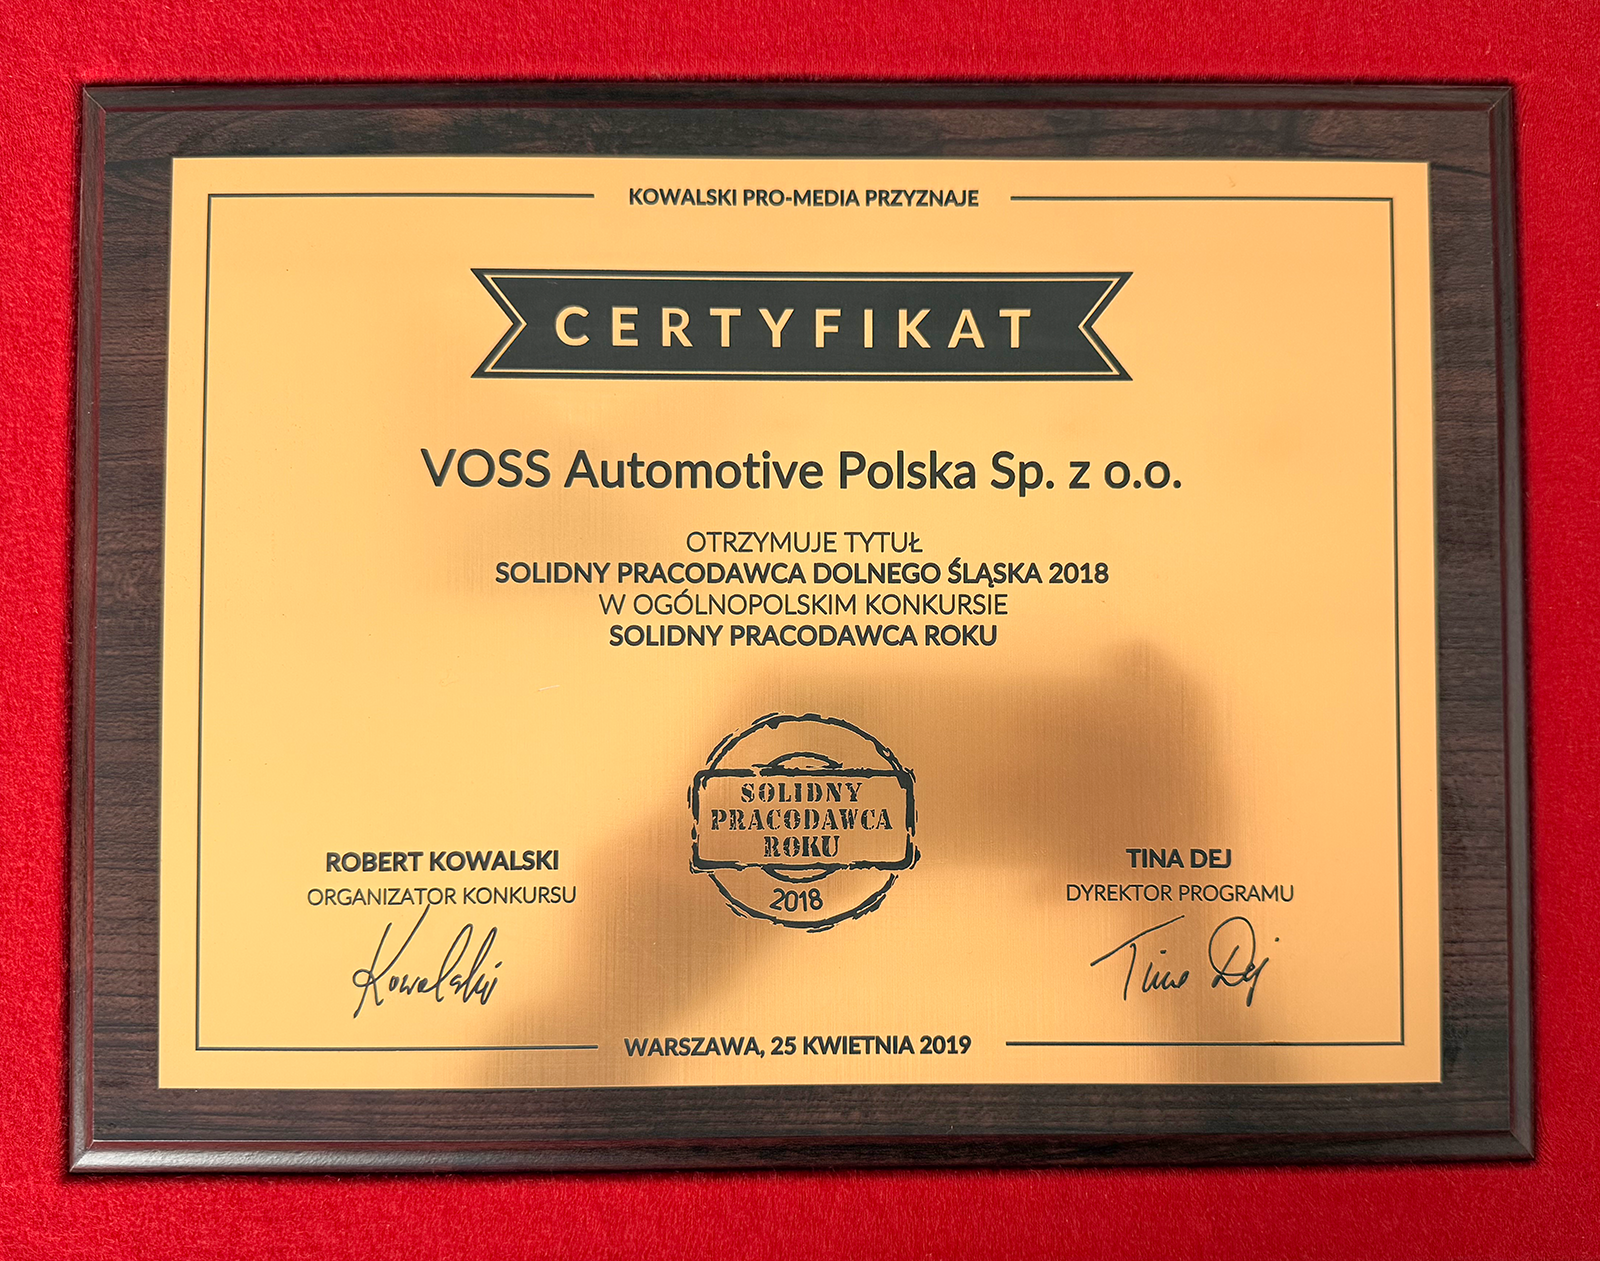 KOWALSKI PRO-MEDIA PRZYZNAJE
CERTYFIKAT
VOSS Automotive Polska Sp. z o.o.
OTRZYMUJE TYTUŁ
SOLIDNY PRACODAWCA DOLNEGO ŚLĄSKA 2018
W OGÓLNOPOLSKIM KONKURSIE
SOLIDNY PRACODAWCA ROKU
SOLIDNY
PRACODAWCA
ROKU
2018
ROBERT KOWALSKI
ORGANIZATOR KONKURSU
Kowalski
TINA DEJ
DYREKTOR PROGRAMU
Tina Dej
WARSZAWA, 25 KWIETNIA 2019